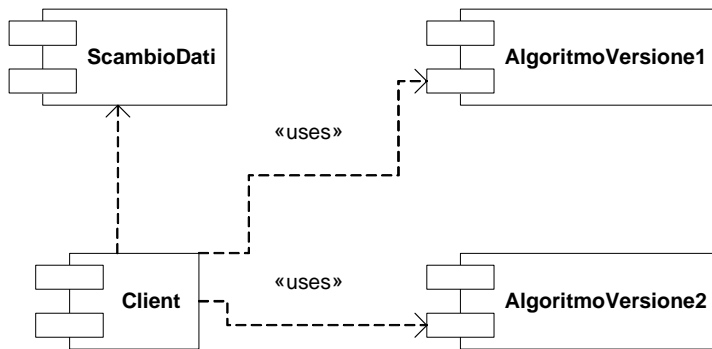 ScambioDati
AlgoritmoVersione1
«uses»
«uses»
Client
AlgoritmoVersione2